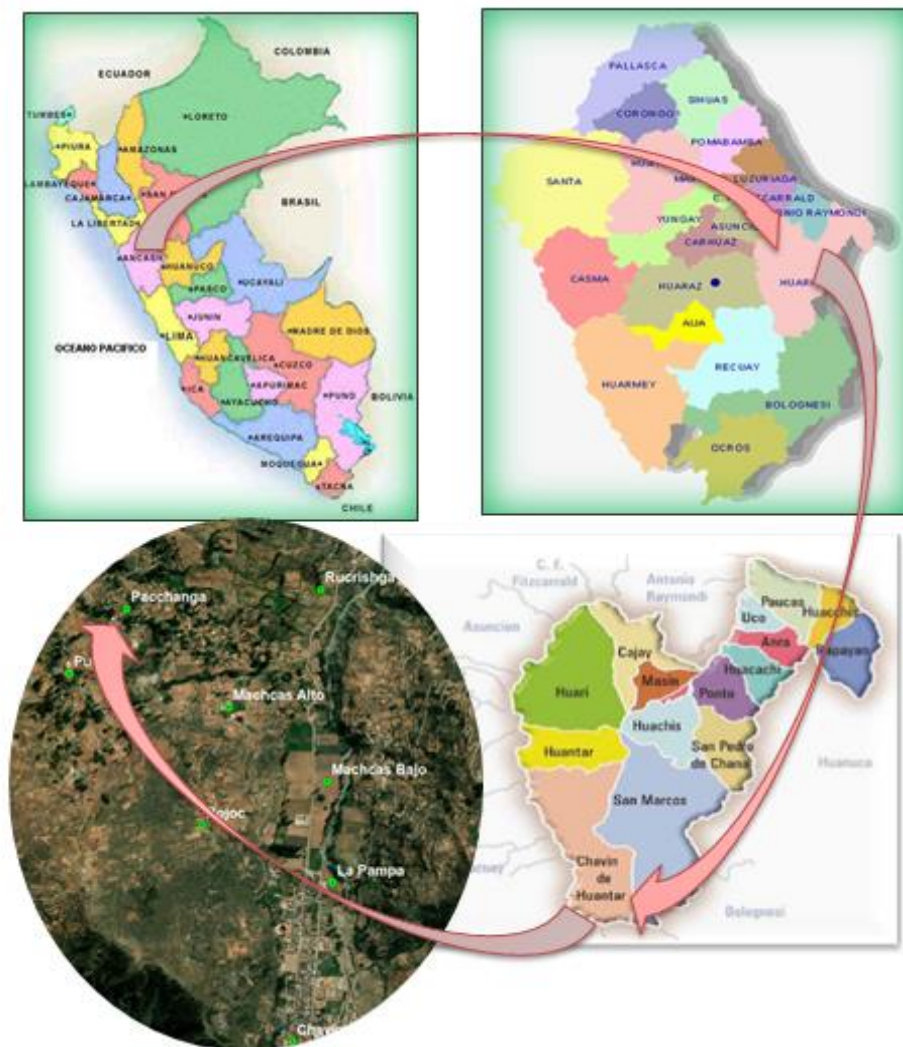 COLOMBIA
ECUADOR
TUMBES
LORETO
PIURA
AMAZONAS
LAMBAYEQUE
CAJAMARCA
SAN
BRASIL
LA LIBERTAD
ANCASH
HUANUCO
UCAYALI
PASCO
JUNIN
LIMA
MADRE DE DIOS
OCEANO PACIFICO
HUANCAVELICA
CUZCO
ICA
APURIMAC
PUNO
AYACUCHO
BOLIVIA
AREQUIPA
MOQUEGUA
TACNA
CHILE
PALLASCA
SIHUAS
CORONGO
POMABAMBA
LUZURIADA
SANTA
YUNGAY
CARHUAZ
CASMA
HUARAZ
HUARI
RECUAY
HUARMEY
BOLOGNESI
OCROS
C. F.
Fitzcarrald
Antonio
Raymondi
Asuncion
Paucas
Huacchis
Uco
Anra
Rapayan
Cajay
Huari
Masin
Huacachi
Ponto
Huachis
Huantar
San Pedro
de Chana
Huanuco
San Marcos
Chavin
de
Huantar
Bolognesi
Rucrishga
Pacchanga
Pu
Machcas Alto
Machcas Bajo
La Pampa